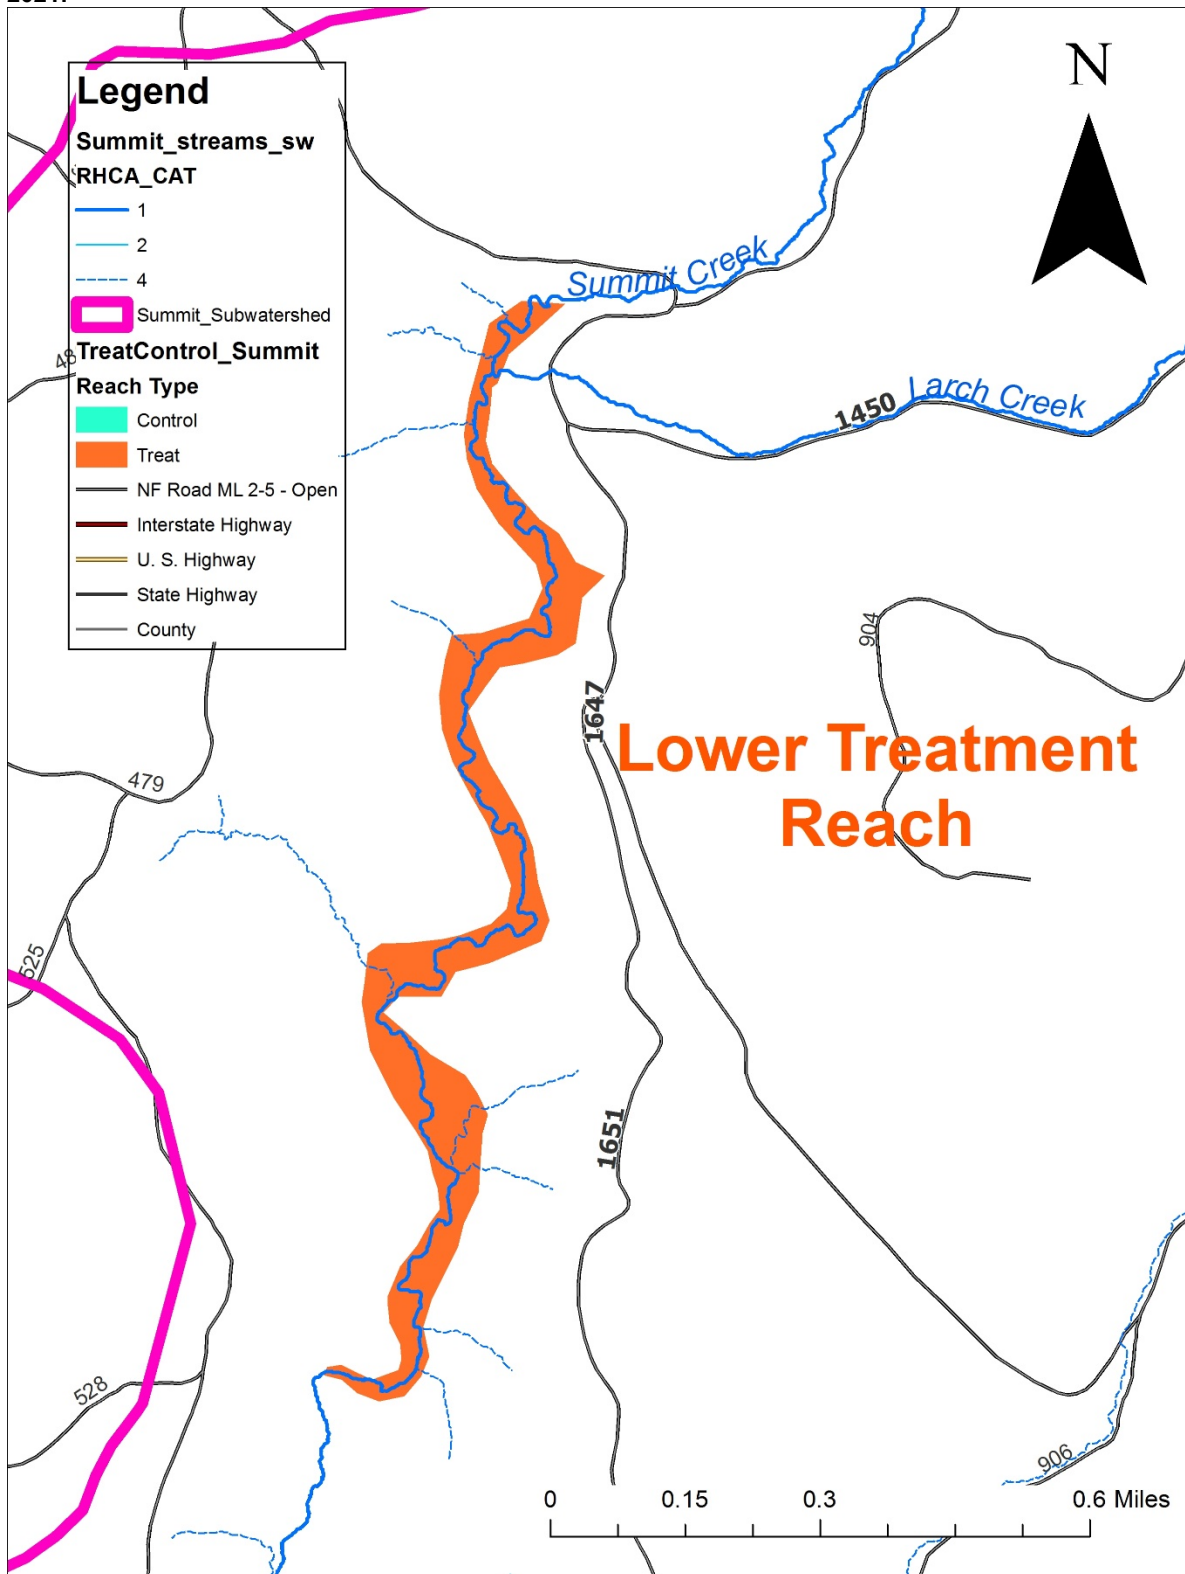 N
Legend
Summit_streams_sw
RHCA_CAT
1
2
4
Summit_Subwatershed
TreatControl_Summit
Reach Type
Control
Treat
NF Road ML 2-5 - Open
Interstate Highway
U. S. Highway
State Highway
County
Summit Creek
Larch Creek
1450
48
904
1647
Lower Treatment
Reach
479
525
1651
528
906
0 0.15 0.3 0.6 Miles